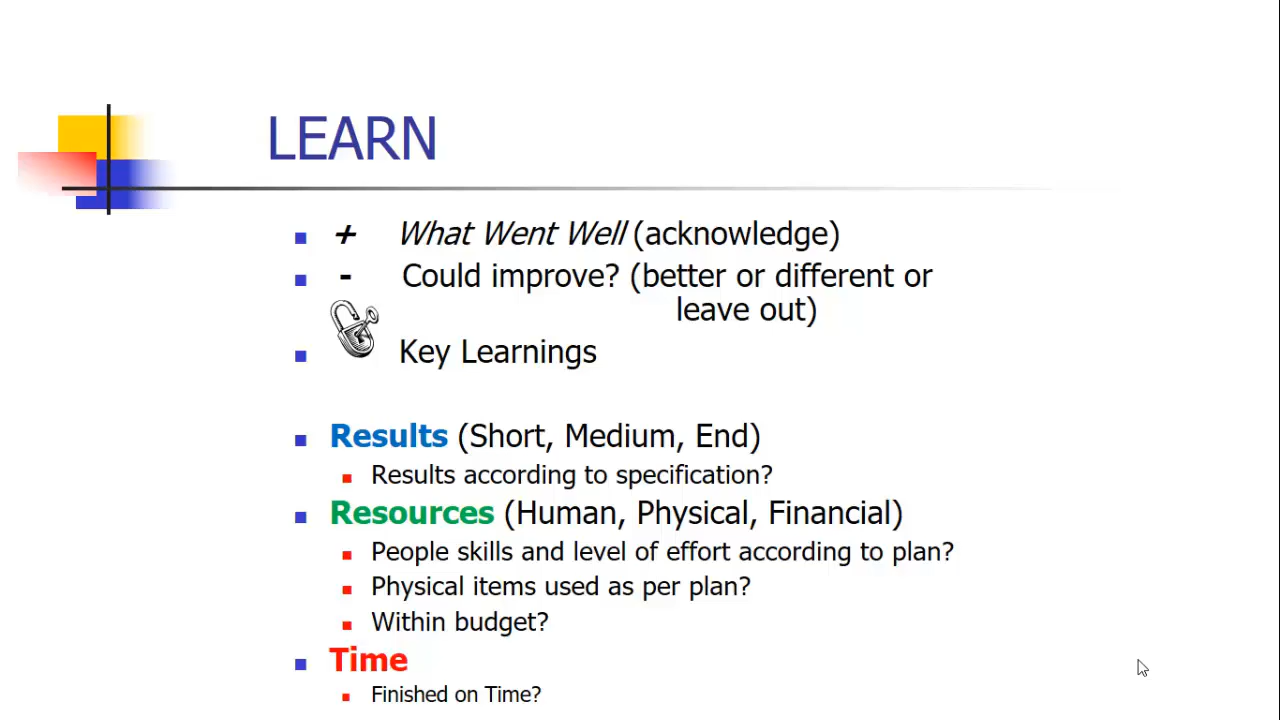 LEARN
+ What Went Well (acknowledge)
- Could improve? (better or different or
leave out)
Key Learnings
Results (Short, Medium, End)
Results according to specification?
Resources (Human, Physical, Financial)
People skills and level of effort according to plan?
Physical items used as per plan?
Within budget?
Time
Finished on Time?